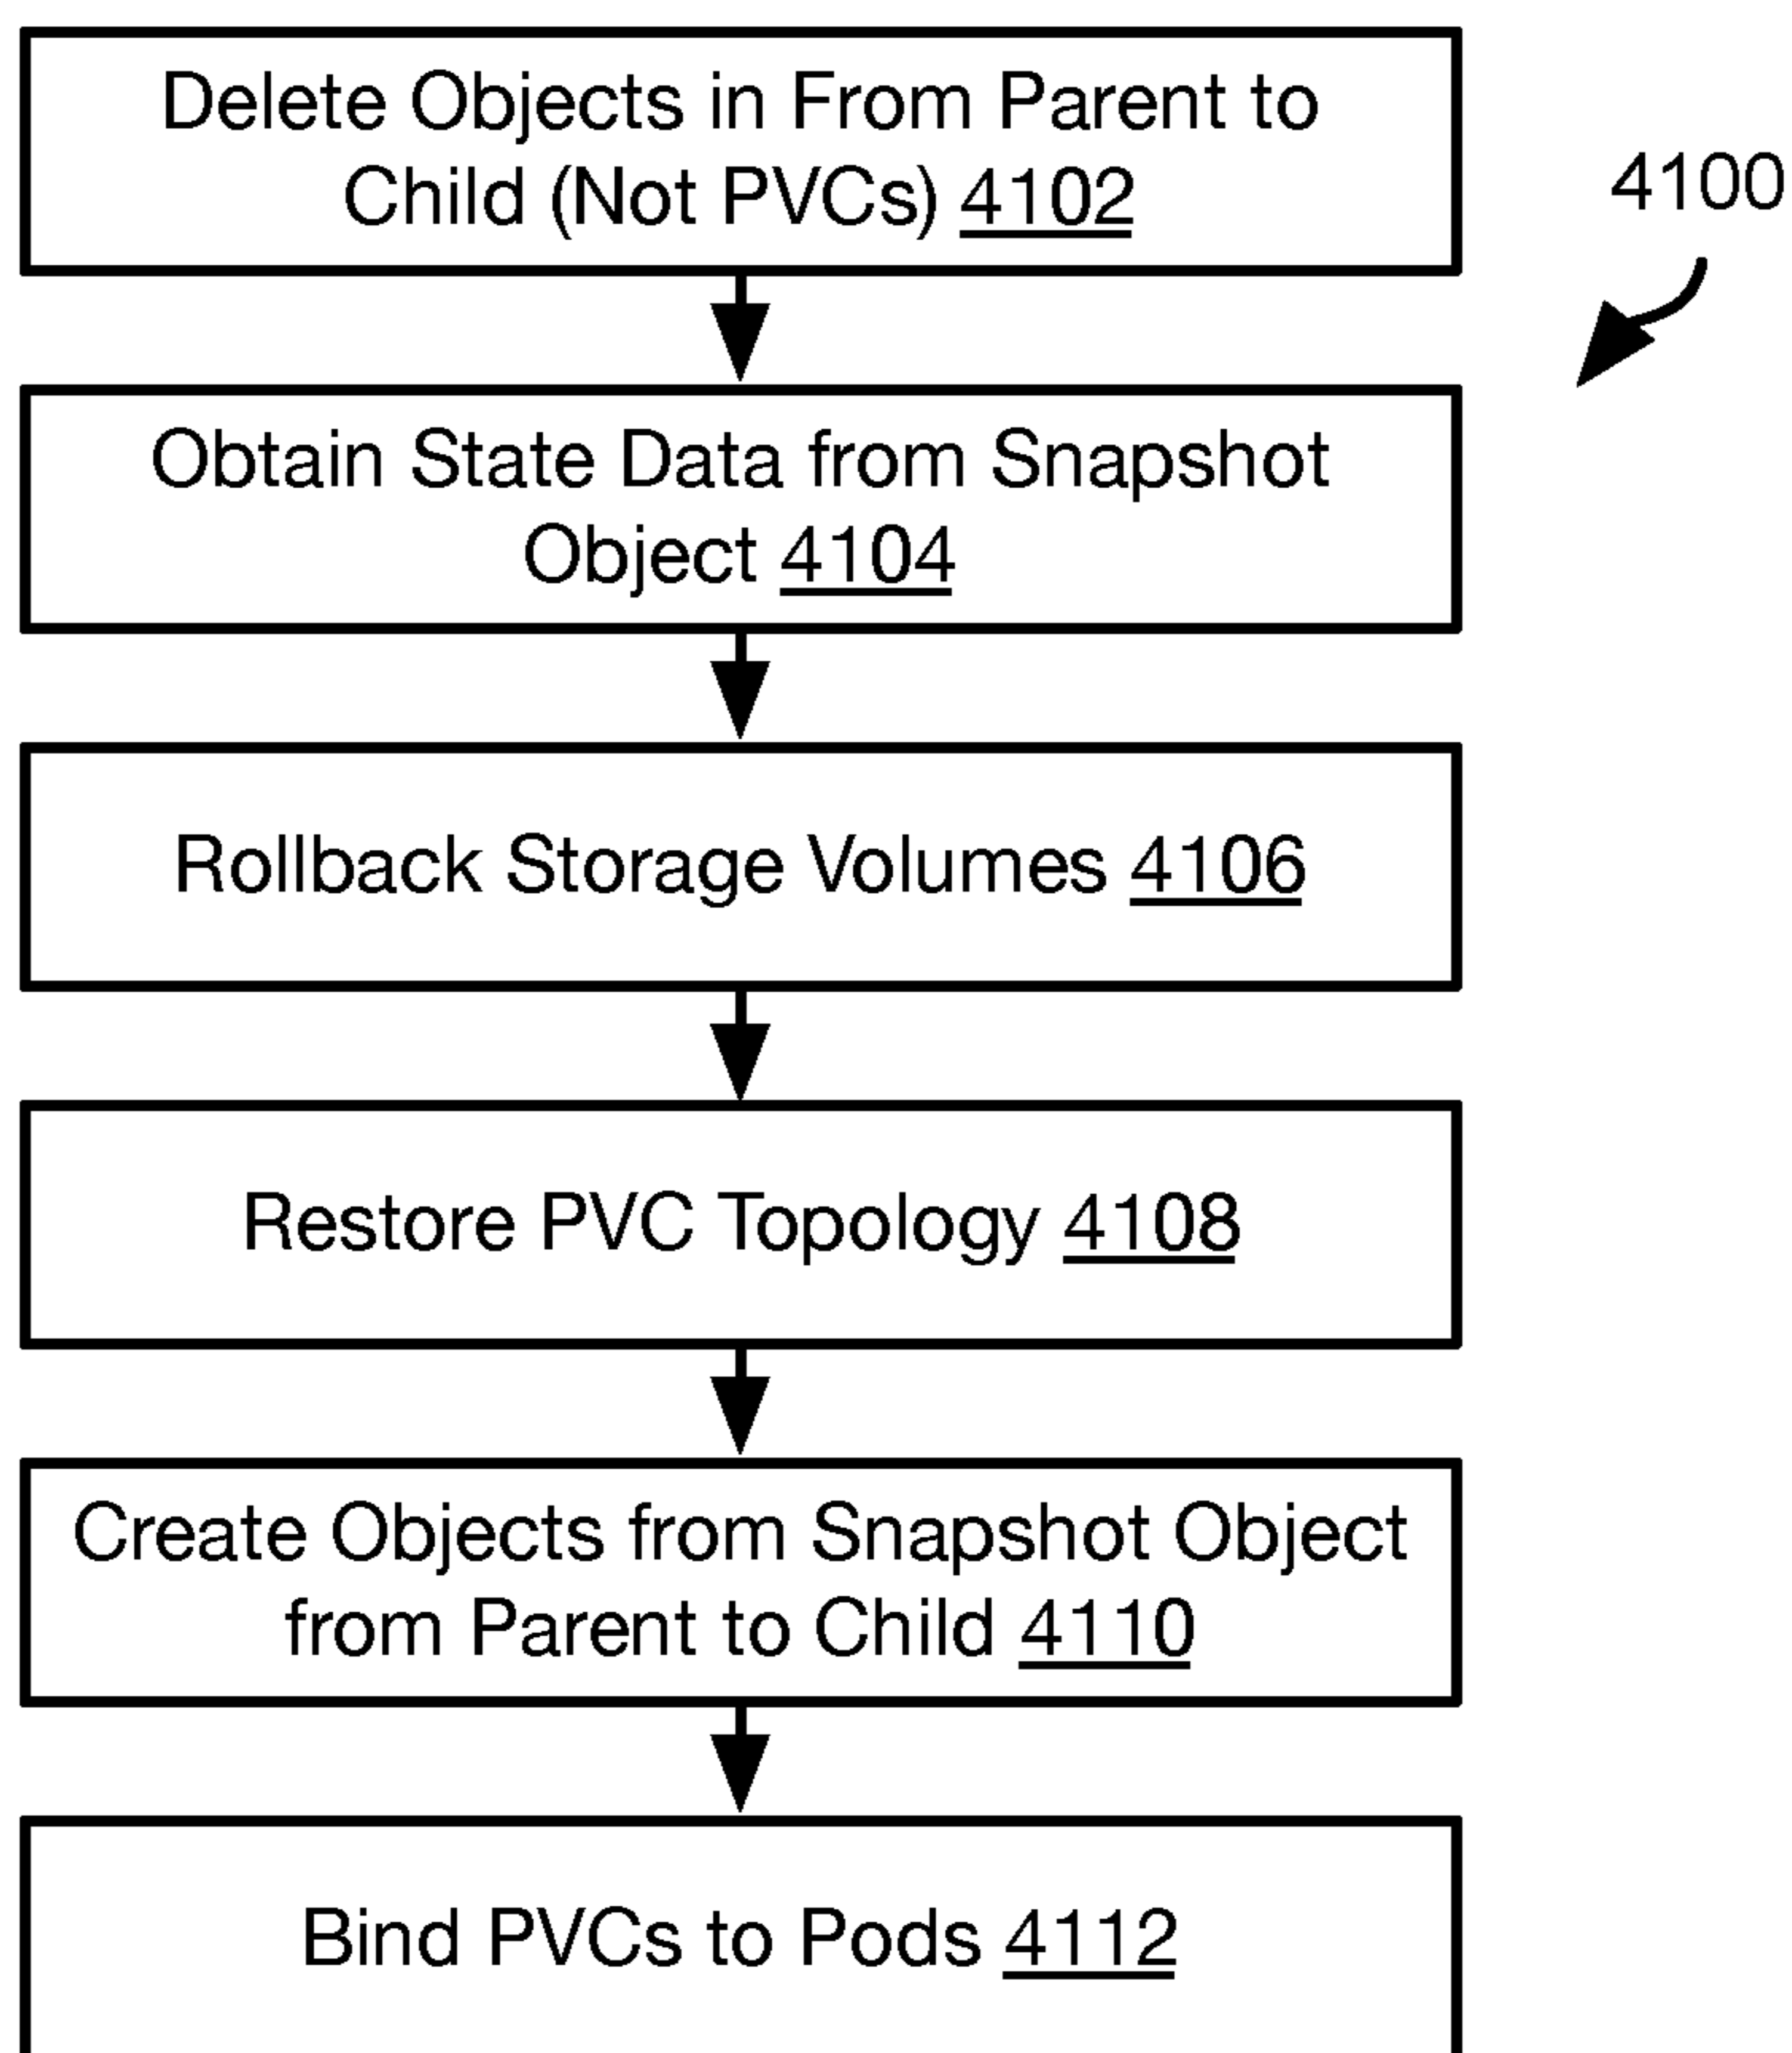 Delete Objects in From Parent to
Child (Not PVCs) 4102
4100
Obtain State Data from Snapshot
Object 4104
Rollback Storage Volumes 4106
Restore PVC Topology 4108
Create Objects from Snapshot Object
from Parent to Child 4110
Bind PVCs to Pods 4112